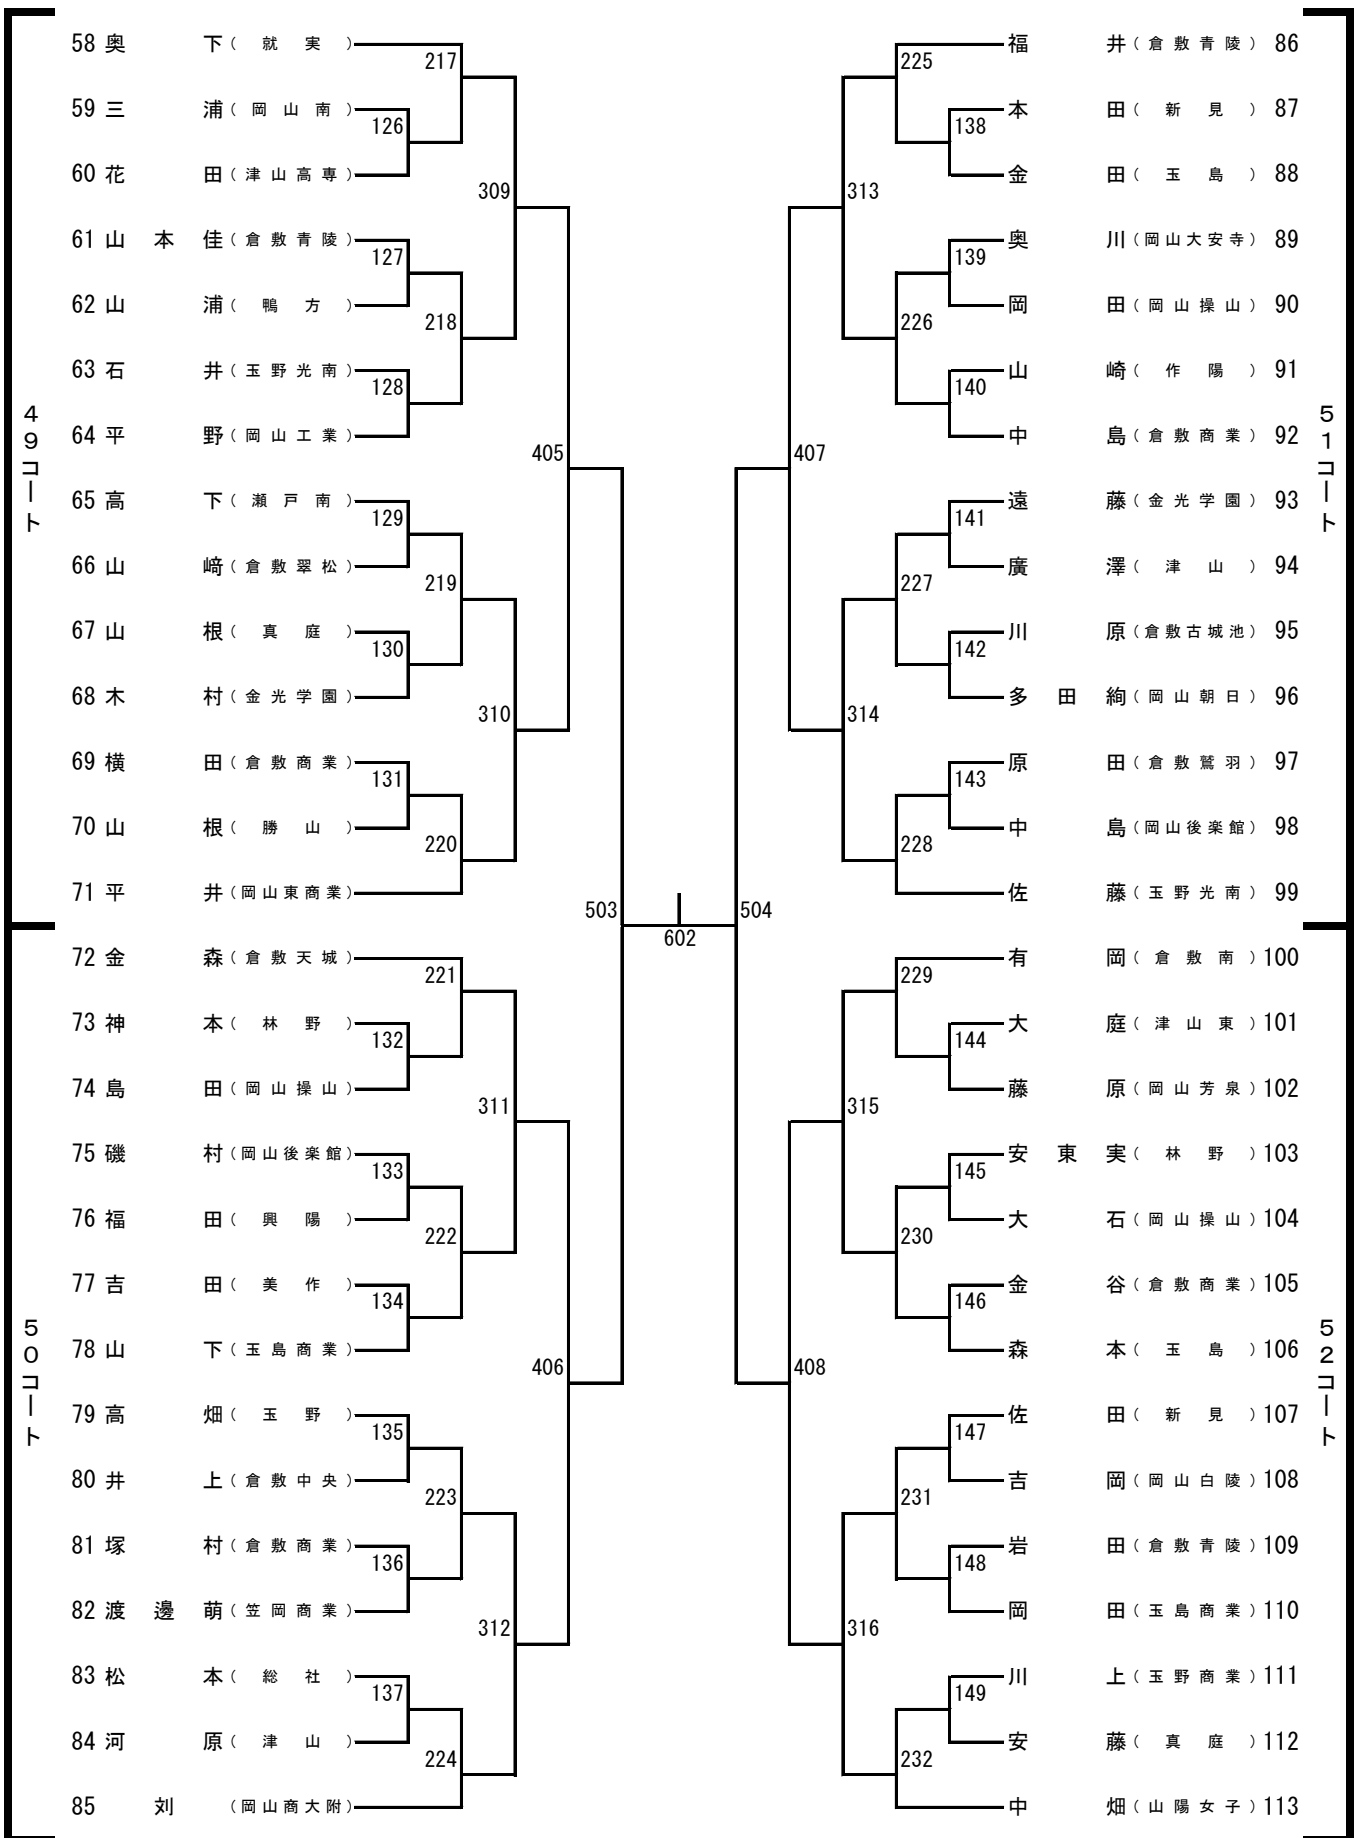 58 奥下(就実)
217
59 三浦(岡山南)
126
60 花田(津山高専)
309
61 山本佳(倉敷青陵)
127
62 山浦(鴨方)
218
63 石井(玉野光南)
128
64 平野(岡山工業)
405
65 高下(瀬戸南)
129
66 山﨑(倉敷翠松)
219
67 山根(真庭)
130
68 木村(金光学園)
310
69 横田(倉敷商業)
131
70 山根(勝山)
220
71 平井(岡山東商業)
49コート
503
72 金森(倉敷天城)
221
73 神本(林野)
132
74 島田(岡山操山)
311
75 磯村(岡山後楽館)
133
76 福田(興陽)
222
77 吉田(美作)
134
78 山下(玉島商業)
406
79 高畑(玉野)
135
80 井上(倉敷中央)
223
81 塚村(倉敷商業)
136
82 渡邊萌(笠岡商業)
312
83 松本(総社)
137
84 河原(津山)
224
85 刘(岡山商大附)
50コート
602
福井(倉敷青陵) 86
225
本田(新見) 87
138
金田(玉島) 88
313
奥川(岡山大安寺) 89
139
岡田(岡山操山) 90
226
山崎(作陽) 91
140
中島(倉敷商業) 92
407
遠藤(金光学園) 93
141
廣澤(津山) 94
227
川原(倉敷古城池) 95
142
多田絢(岡山朝日) 96
314
原田(倉敷鷲羽) 97
143
中島(岡山後楽館) 98
228
佐藤(玉野光南) 99
51コート
504
有岡(倉敷南) 100
229
大庭(津山東) 101
144
藤原(岡山芳泉) 102
315
安東実(林野) 103
145
大石(岡山操山) 104
230
金谷(倉敷商業) 105
146
森本(玉島) 106
408
佐田(新見) 107
147
吉岡(岡山白陵) 108
231
岩田(倉敷青陵) 109
148
岡田(玉島商業) 110
316
川上(玉野商業) 111
149
安藤(真庭) 112
232
中畑(山陽女子) 113
52コート